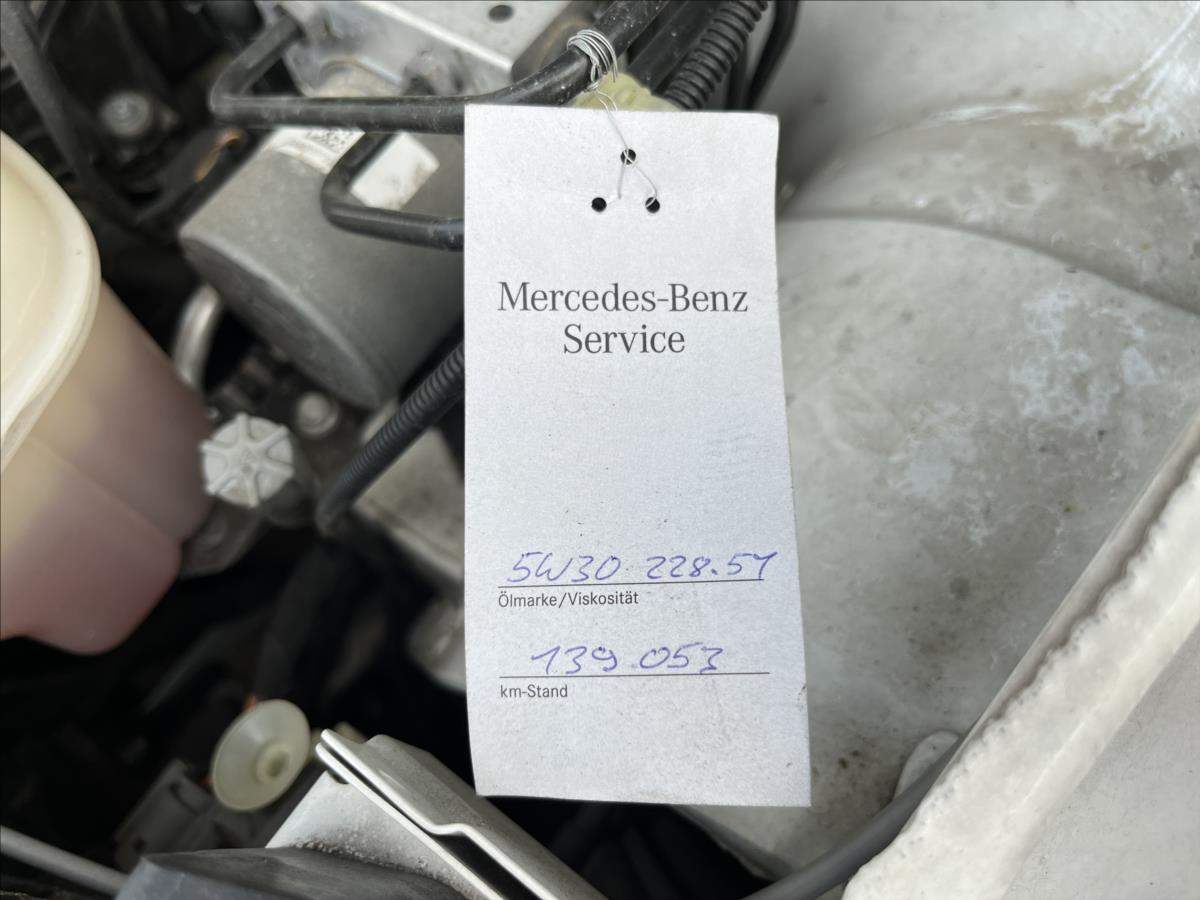 Mercedes-Benz
Service
5W30 228.51
Ölmarke/Viskosität
139 053
km-Stand